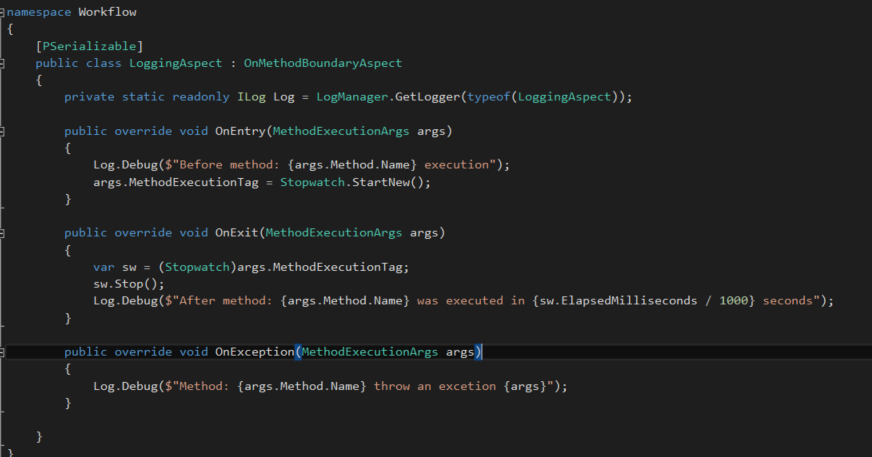 namespace Workflow
{
    [PSerializable]
    public class LoggingAspect : OnMethodBoundaryAspect
    {
        private static readonly ILog Log = LogManager.GetLogger(typeof(LoggingAspect));

        public override void OnEntry(MethodExecutionArgs args)
        {
            Log.Debug($"Before method: {args.Method.Name} execution");
            args.MethodExecutionTag = Stopwatch.StartNew();
        }

        public override void OnExit(MethodExecutionArgs args)
        {
            var sw = (Stopwatch)args.MethodExecutionTag;
            sw.Stop();
            Log.Debug($"After method: {args.Method.Name} was executed in {sw.ElapsedMilliseconds / 1000} seconds");
        }

        public override void OnException(MethodExecutionArgs args)
        {
            Log.Debug($"Method: {args.Method.Name} throw an excetion {args}");
        }

    }
}